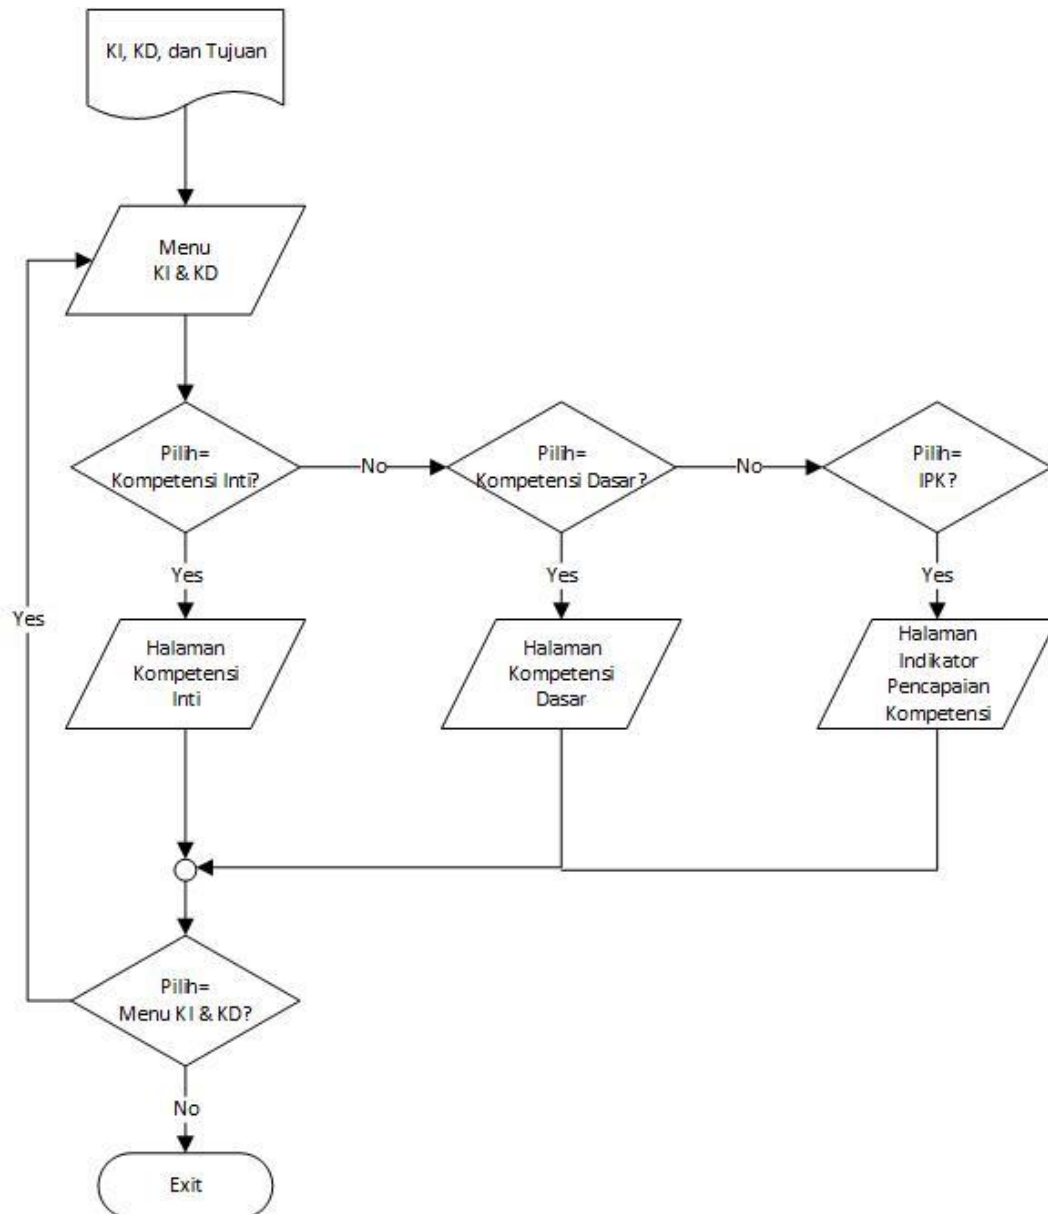 KI, KD, dan Tujuan
Menu
KI & KD
Pilih=
Kompetensi Inti?
No
Pilih=
Kompetensi Dasar?
No
Pilih=
IPK?
Yes
Yes
Yes
Yes
Halaman
Kompetensi
Inti
Halaman
Kompetensi
Dasar
Halaman
Indikator
Pencapaian
Kompetensi
Pilih=
Menu KI & KD?
No
Exit